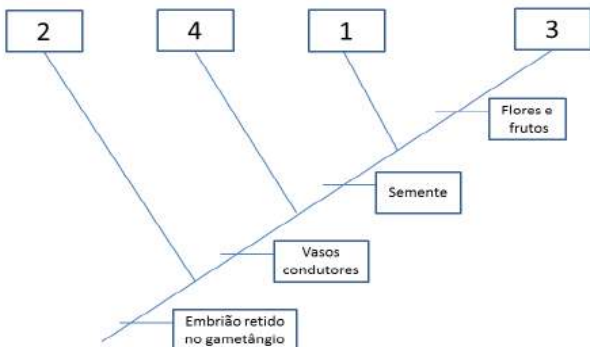 2
4
1
3
Flores e
frutos
Semente
Vasos
condutores
Embrião retido
no gametângio